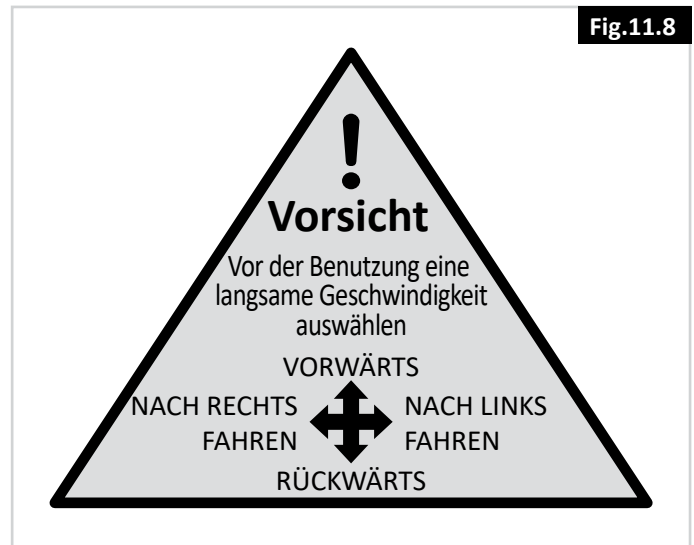 Fig.11.8
!
Vorsicht
Vor der Benutzung eine
langsame Geschwindigkeit
auswählen
VORWÄRTS
NACH RECHTS
FAHREN
NACH LINKS
FAHREN
RÜCKWÄRTS